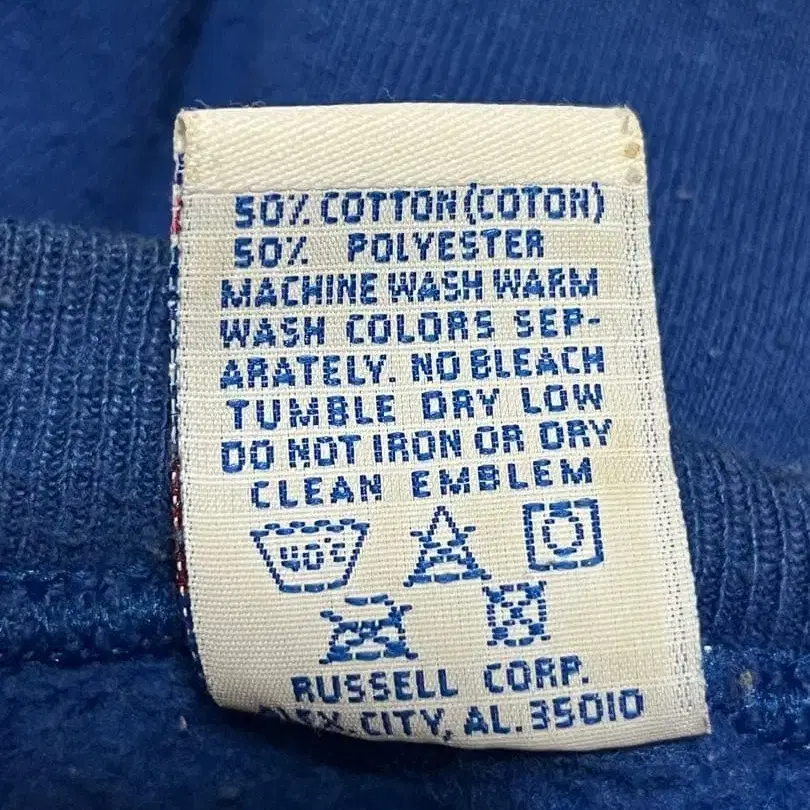 50% COTTON (COTON)
50% POLYESTER
MACHINE WASH WARM
WASH COLORS SEP-
ARATELY. NO BLEACH
TUMBLE DRY LOW
DO NOT IRON OR DRY
CLEAN EMBLEM
40°C
RUSSELL CORP.
ALEX. CITY, AL. 35010